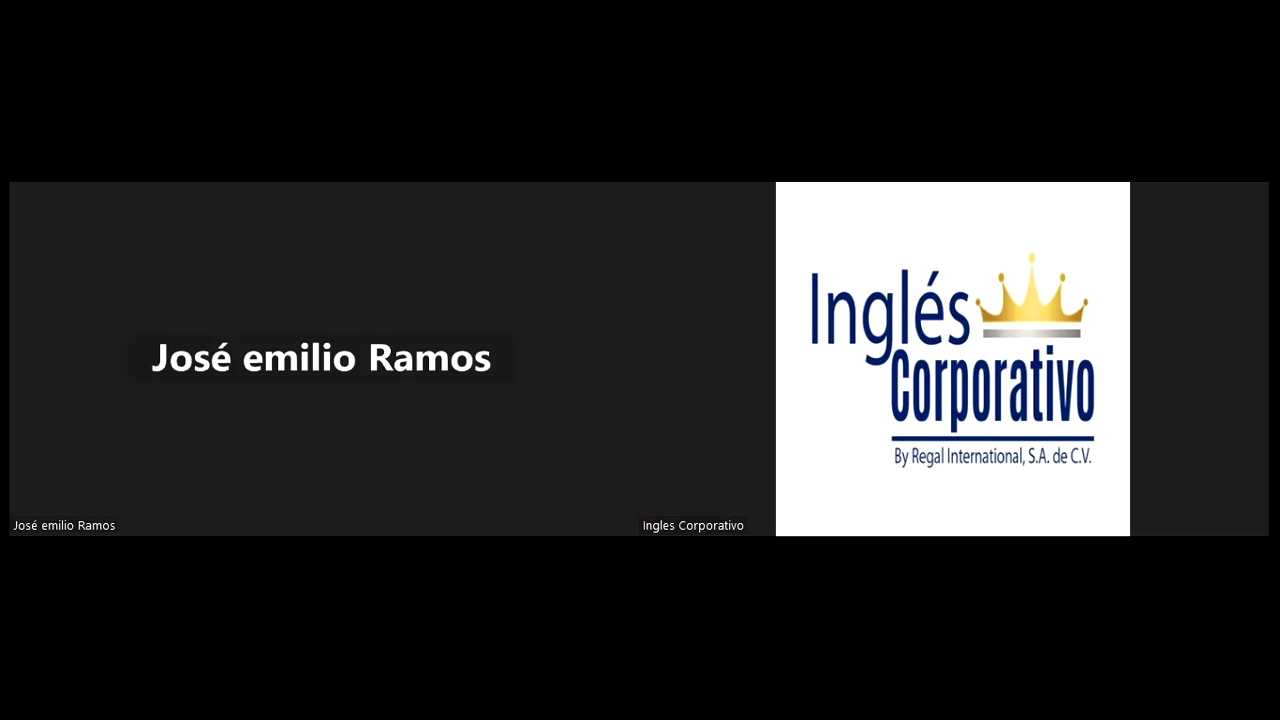 José emilio Ramos
José emilio Ramos
Inglés
Corporativo
By Regal International, S.A. de C.V.
Ingles Corporativo